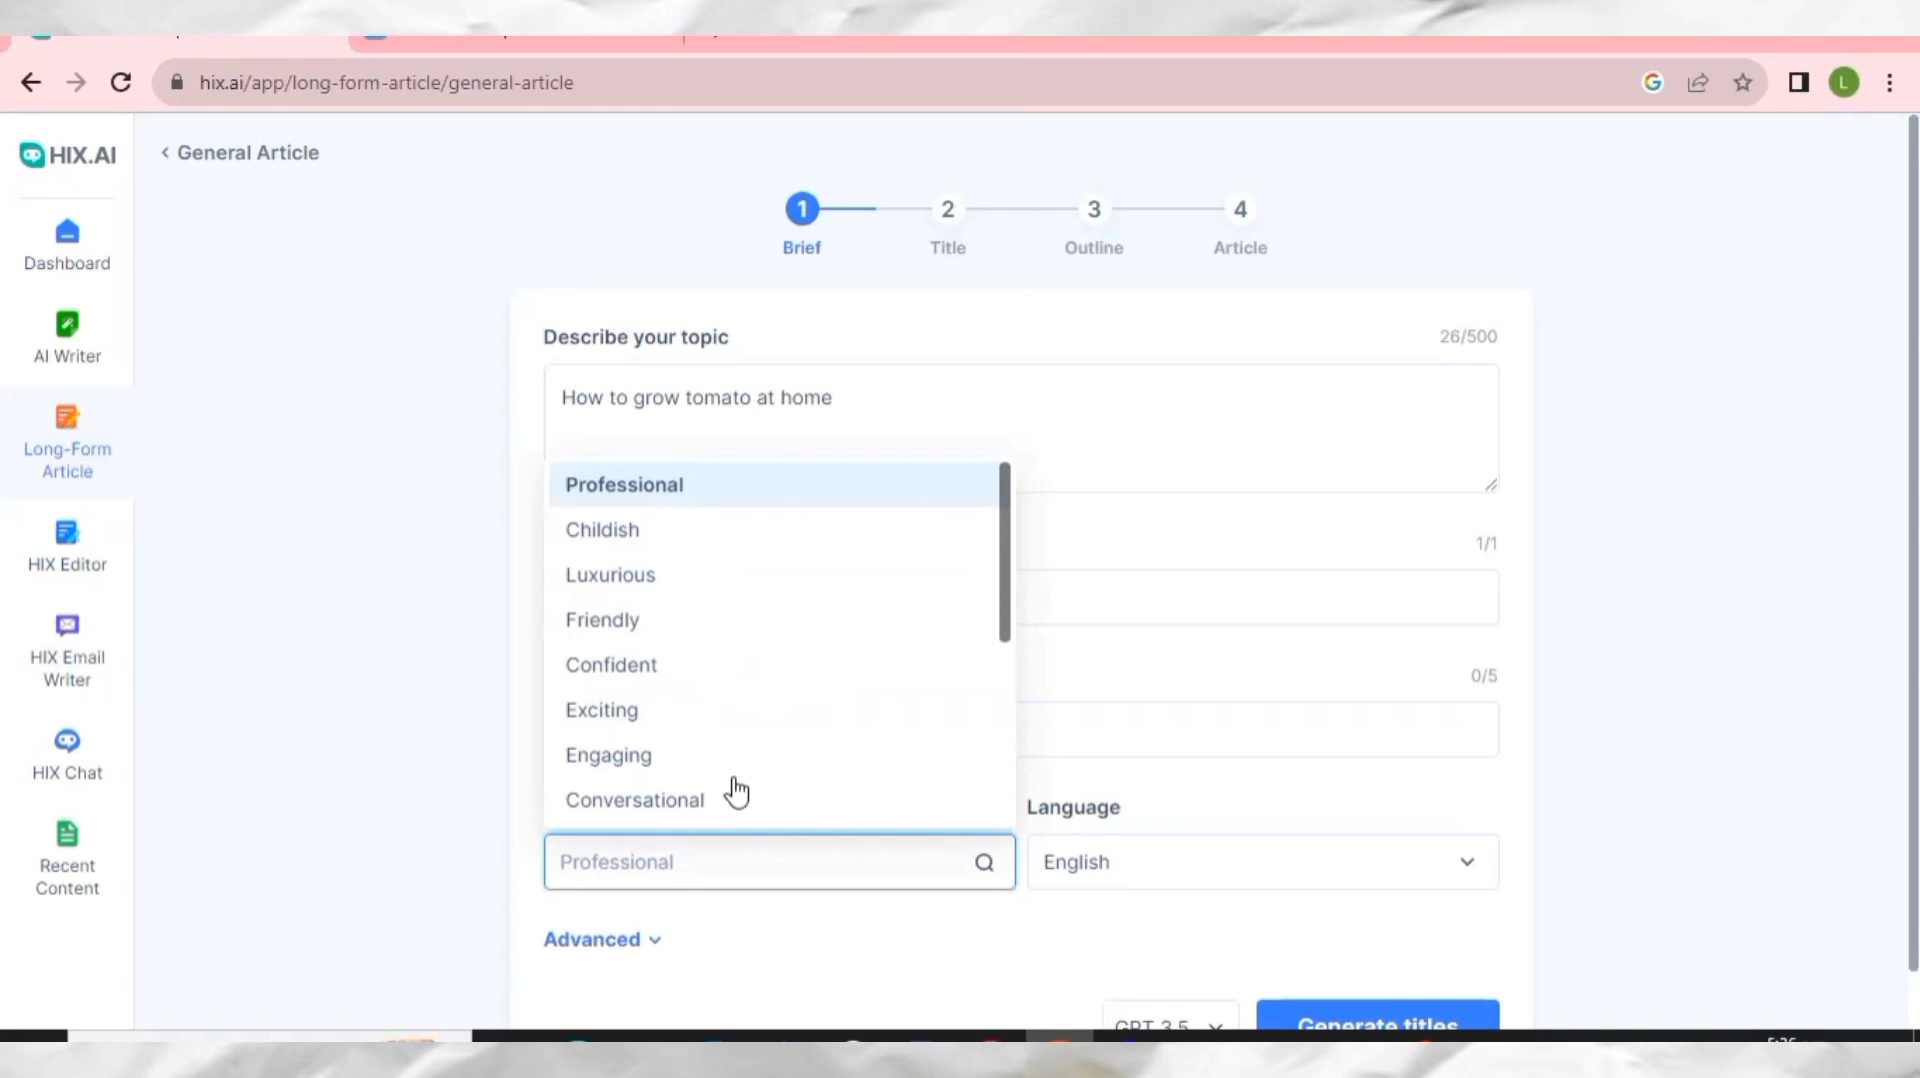 hix.ai/app/long-form-article/general-article
L
HIX.AI
General Article
1
2
3
4
Brief
Title
Outline
Article
Dashboard
AI Writer
Long-Form
Article
HIX Editor
HIX Email
Writer
HIX Chat
Recent
Content
Describe your topic
26/500
How to grow tomato at home
Professional
Childish
Luxurious
Friendly
Confident
Exciting
Engaging
Conversational
1/1
0/5
Language
Professional
English
Advanced
GPT 3.5
Generate titles